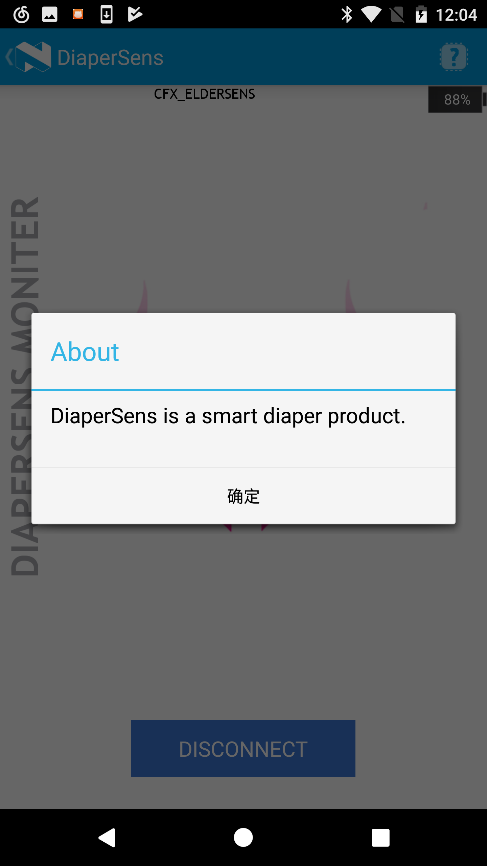 12:04
DiaperSens
?
CFX_ELDERSENS
88%
DIAPERSENS MONITER
About
DiaperSens is a smart diaper product.
确定
DISCONNECT